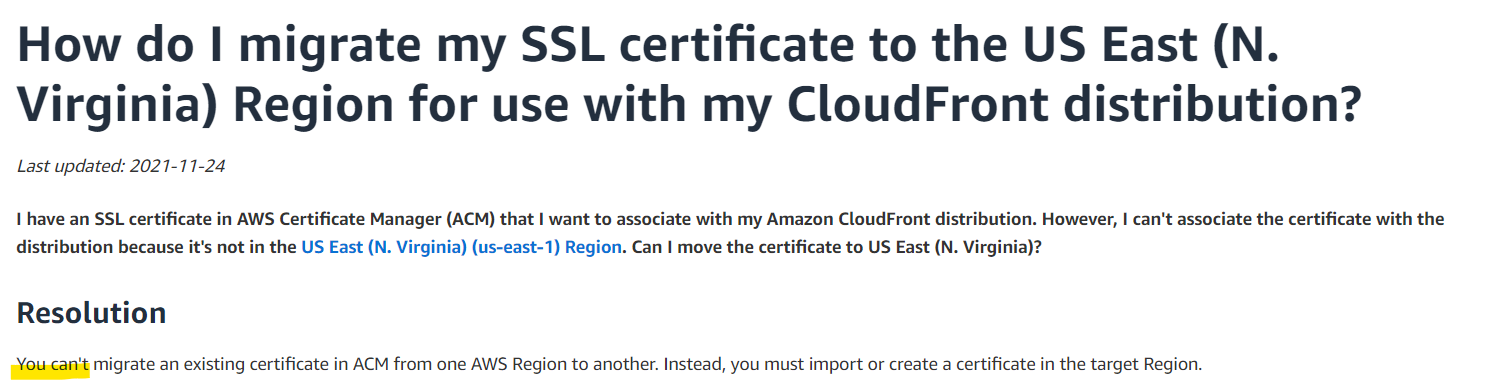 How do I migrate my SSL certificate to the US East (N.
Virginia) Region for use with my CloudFront distribution?
Last updated: 2021-11-24
I have an SSL certificate in AWS Certificate Manager (ACM) that I want to associate with my Amazon CloudFront distribution. However, I can't associate the certificate with the
distribution because it's not in the US East (N. Virginia) (us-east-1) Region. Can I move the certificate to US East (N. Virginia)?
Resolution
You can't migrate an existing certificate in ACM from one AWS Region to another. Instead, you must import or create a certificate in the target Region.